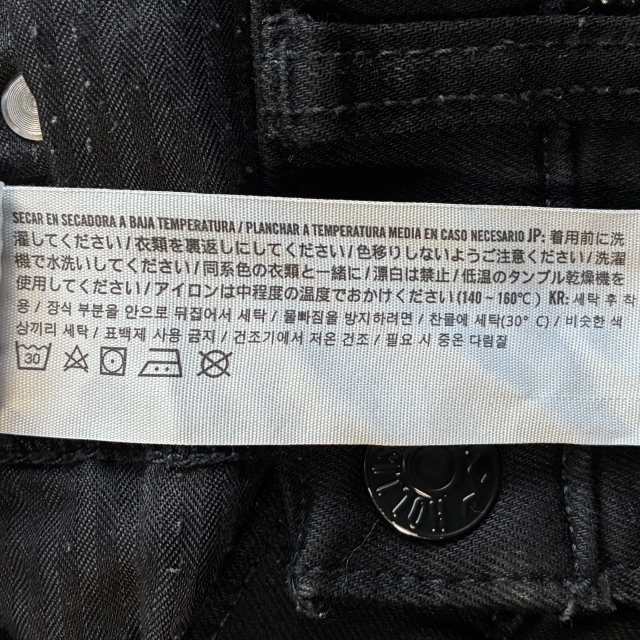 SECAR EN SECADORA A BAJA TEMPERATURA / PLANCHAR A TEMPERATURA MEDIA EN CASO NECESARIO JP: 着用前に洗
濯してください/衣類を裏返しにしてください/色移りしないようご注意ください/洗濯
機で水洗いしてください/同系色の衣類と一緒に/漂白は禁止/低温のタンブル乾燥機を
使用してください/アイロンは中程度の温度でおかけください(140~160℃) KR: 세탁 후 착
용 / 장식 부분을 안으로 뒤집어서 세탁 / 물빠짐을 방지하려면 / 찬물에 세탁(30° C) / 비슷한 색
상끼리 세탁 / 표백제 사용 금지 / 건조기에서 저온 건조 / 필요 시 중온 다림질
30